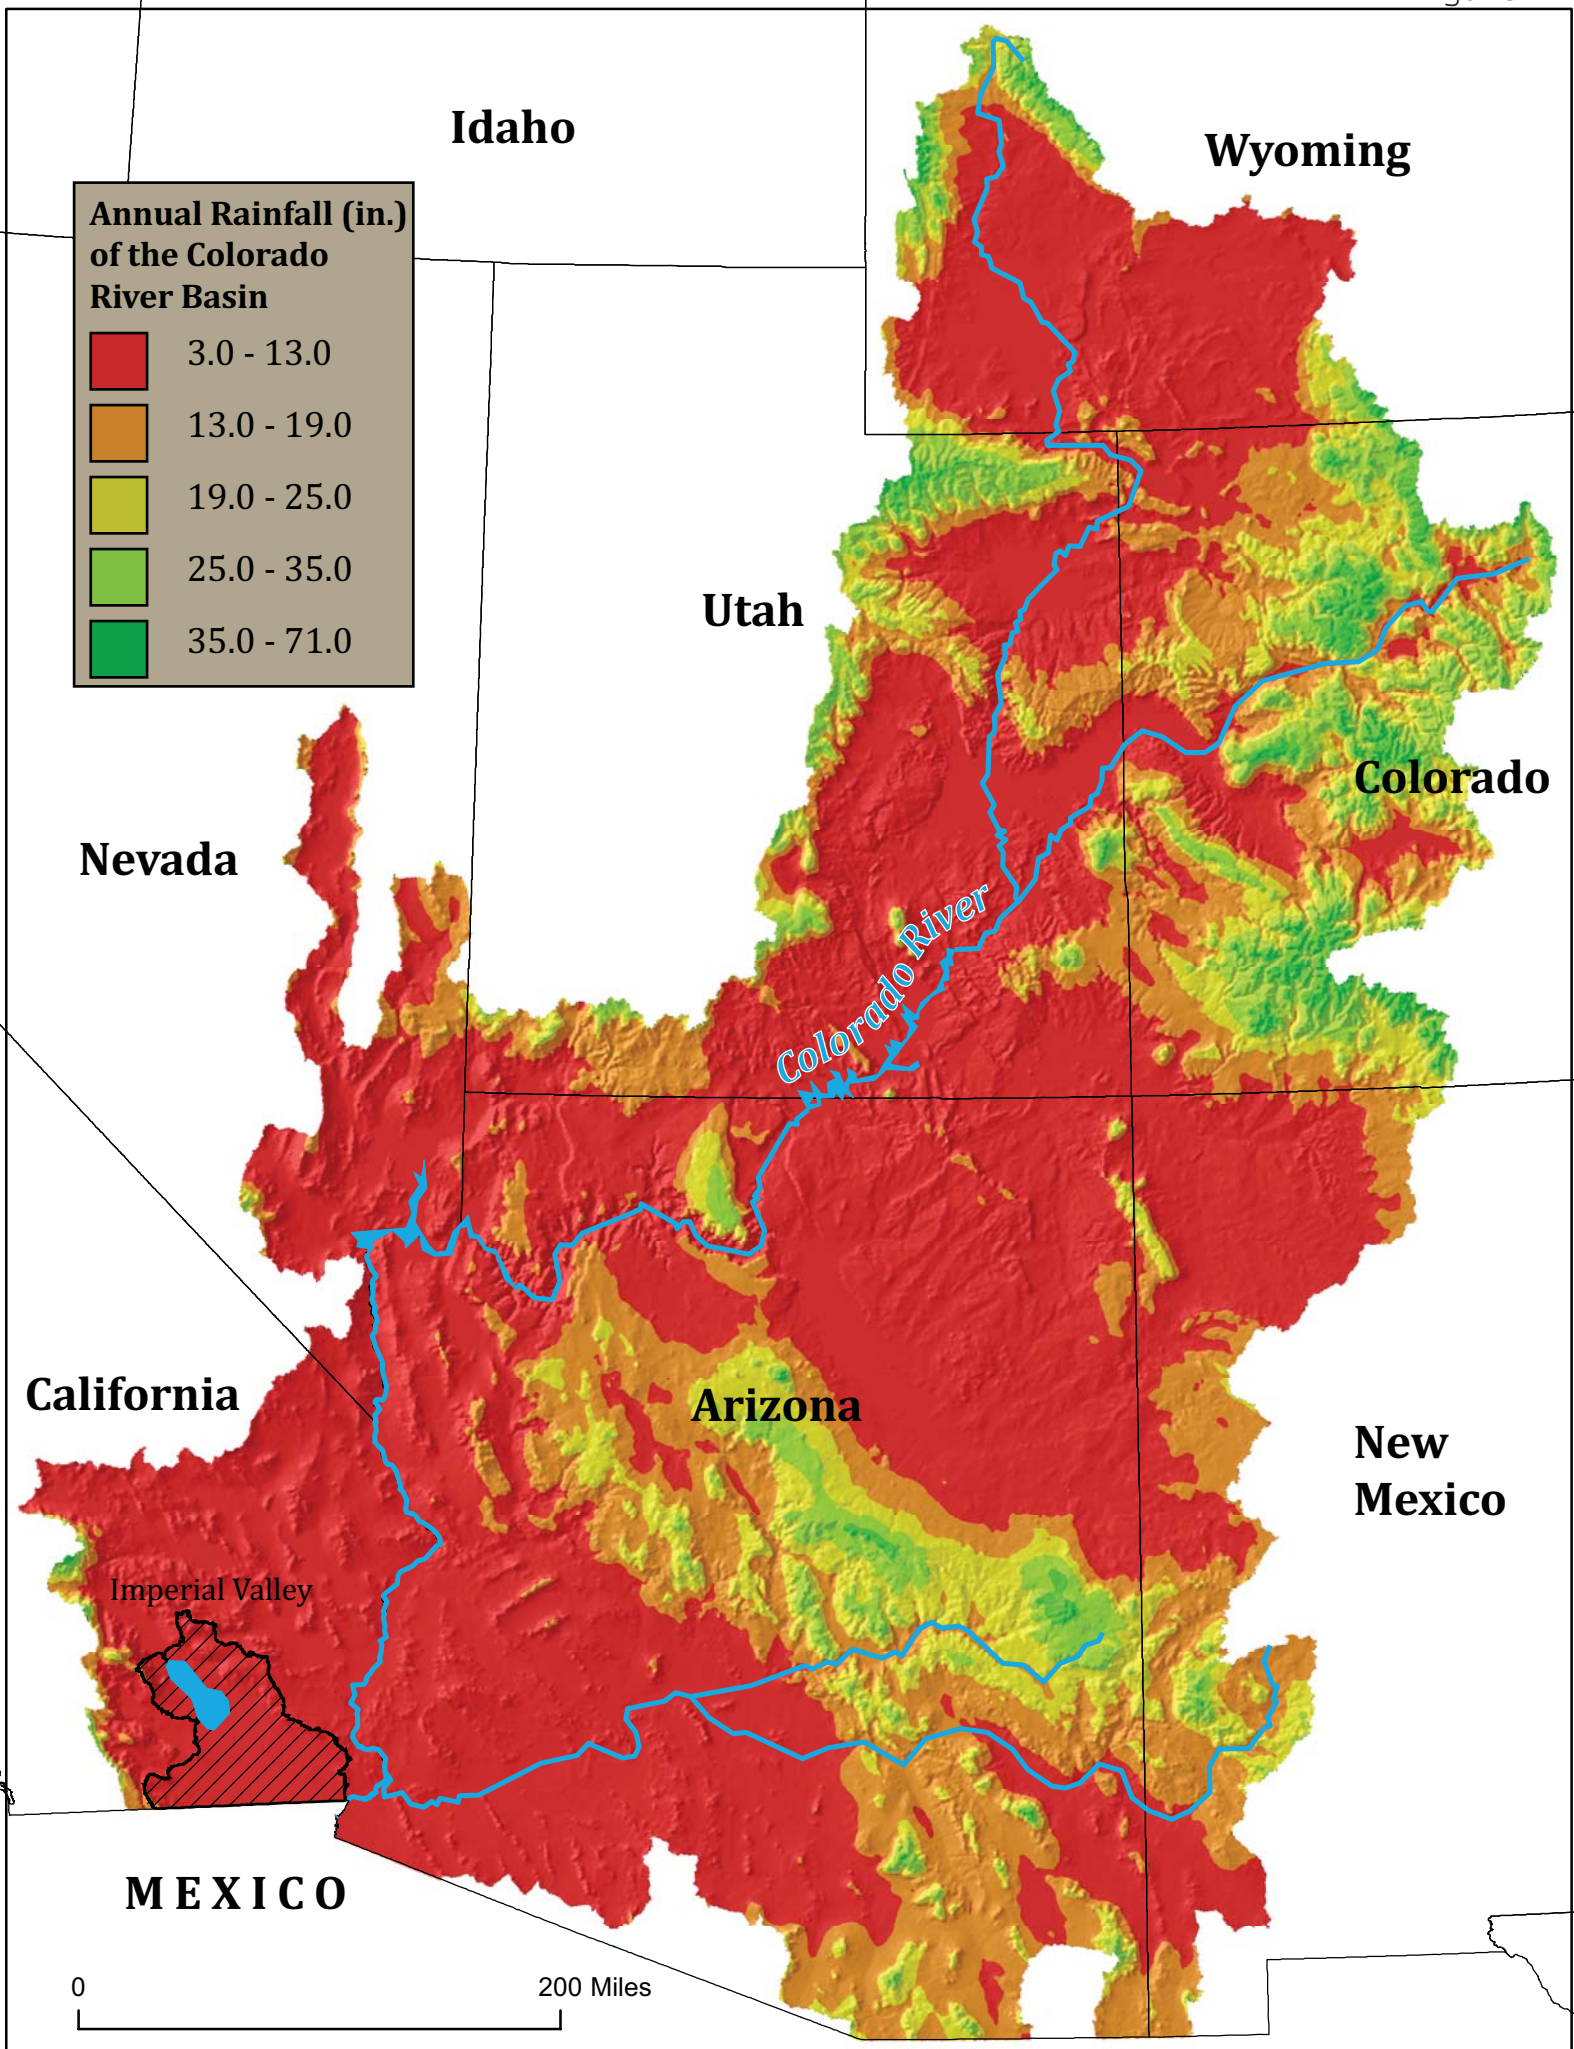 Idaho
Wyoming
Annual Rainfall (in.)
of the Colorado
River Basin
3.0 - 13.0
13.0 - 19.0
19.0 - 25.0
25.0 - 35.0
35.0 - 71.0
Utah
Colorado
Nevada
Colorado River
California
Arizona
New
Mexico
Imperial Valley
MEXICO
0
200 Miles